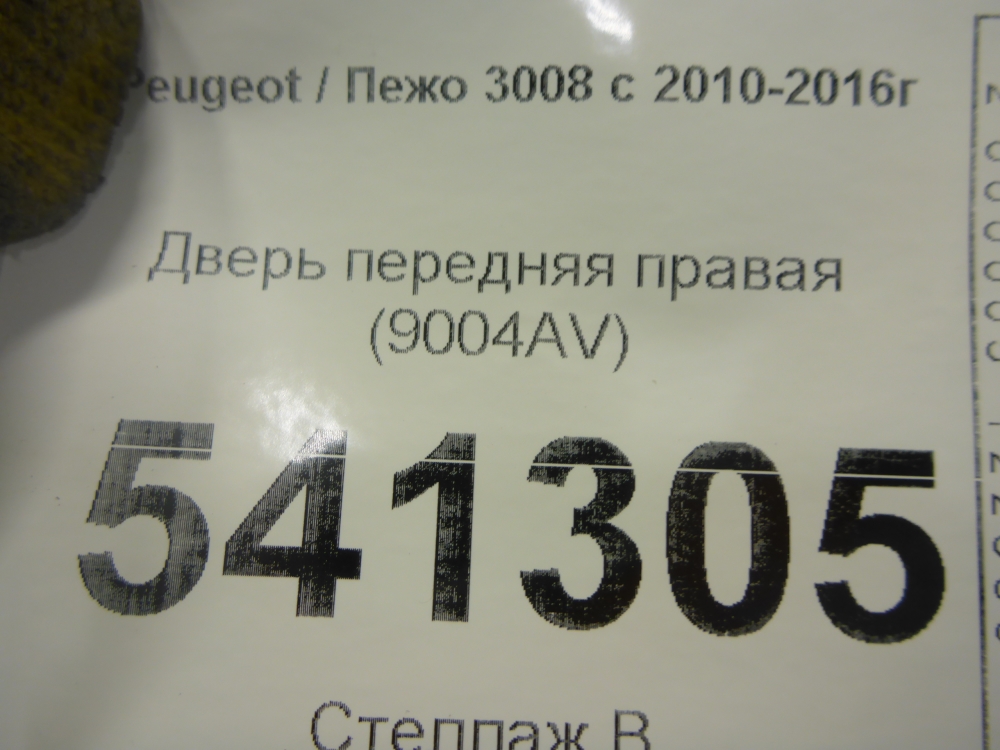 Peugeot / Пежо 3008 с 2010-2016г
Дверь передняя правая
(9004AV)
541305
Стеллаж В